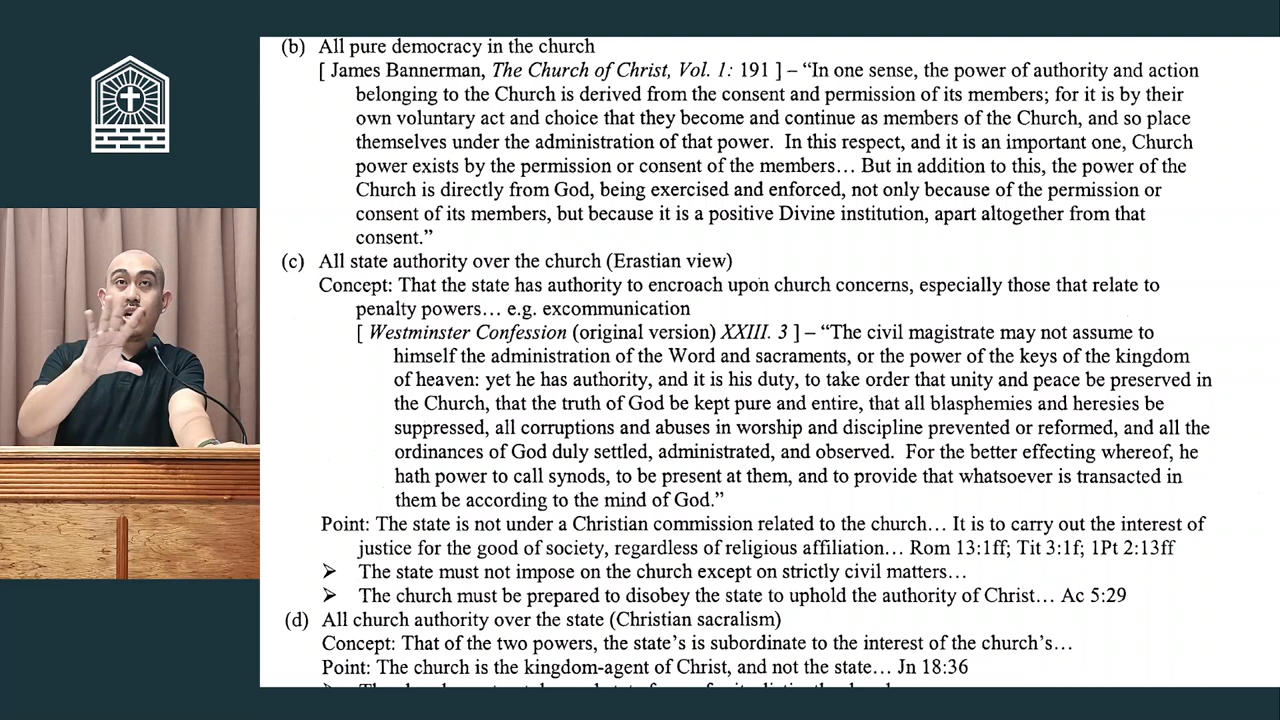 (b) All pure democracy in the church
[ James Bannerman, The Church of Christ, Vol. 1: 191 ] – “In one sense, the power of authority and action
belonging to the Church is derived from the consent and permission of its members; for it is by their
own voluntary act and choice that they become and continue as members of the Church, and so place
themselves under the administration of that power. In this respect, and it is an important one, Church
power exists by the permission or consent of the members… But in addition to this, the power of the
Church is directly from God, being exercised and enforced, not only because of the permission or
consent of its members, but because it is a positive Divine institution, apart altogether from that
consent.”
(c) All state authority over the church (Erastian view)
Concept: That the state has authority to encroach upon church concerns, especially those that relate to
penalty powers… e.g. excommunication
[ Westminster Confession (original version) XXIII. 3 ] – “The civil magistrate may not assume to
himself the administration of the Word and sacraments, or the power of the keys of the kingdom
of heaven: yet he has authority, and it is his duty, to take order that unity and peace be preserved in
the Church, that the truth of God be kept pure and entire, that all blasphemies and heresies be
suppressed, all corruptions and abuses in worship and discipline prevented or reformed, and all the
ordinances of God duly settled, administrated, and observed. For the better effecting whereof, he
hath power to call synods, to be present at them, and to provide that whatsoever is transacted in
them be according to the mind of God.”
Point: The state is not under a Christian commission related to the church… It is to carry out the interest of
justice for the good of society, regardless of religious affiliation… Rom 13:1ff; Tit 3:1f; 1Pt 2:13ff
➢ The state must not impose on the church except on strictly civil matters…
➢ The church must be prepared to disobey the state to uphold the authority of Christ… Ac 5:29
(d) All church authority over the state (Christian sacralism)
Concept: That of the two powers, the state’s is subordinate to the interest of the church’s…
Point: The church is the kingdom-agent of Christ, and not the state… Jn 18:36